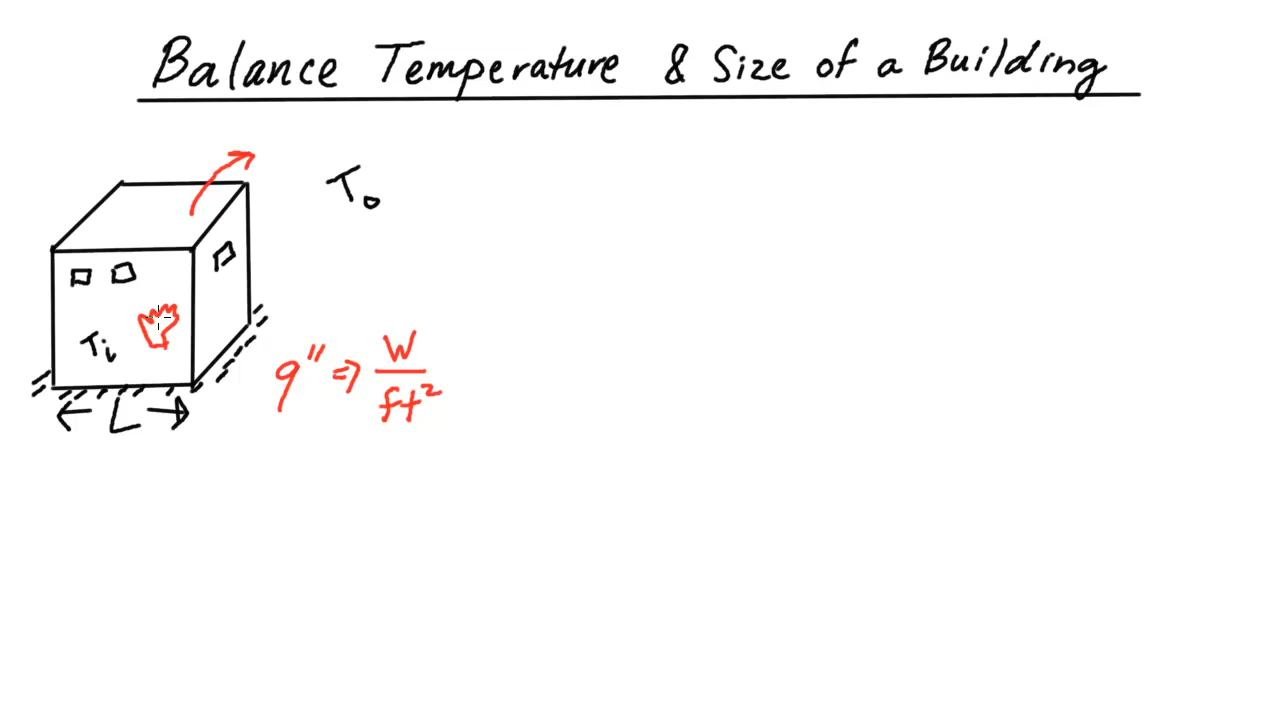 Balance Temperature & Size of a Building
To
Ti
q" ⇒ W/ft²
← L →